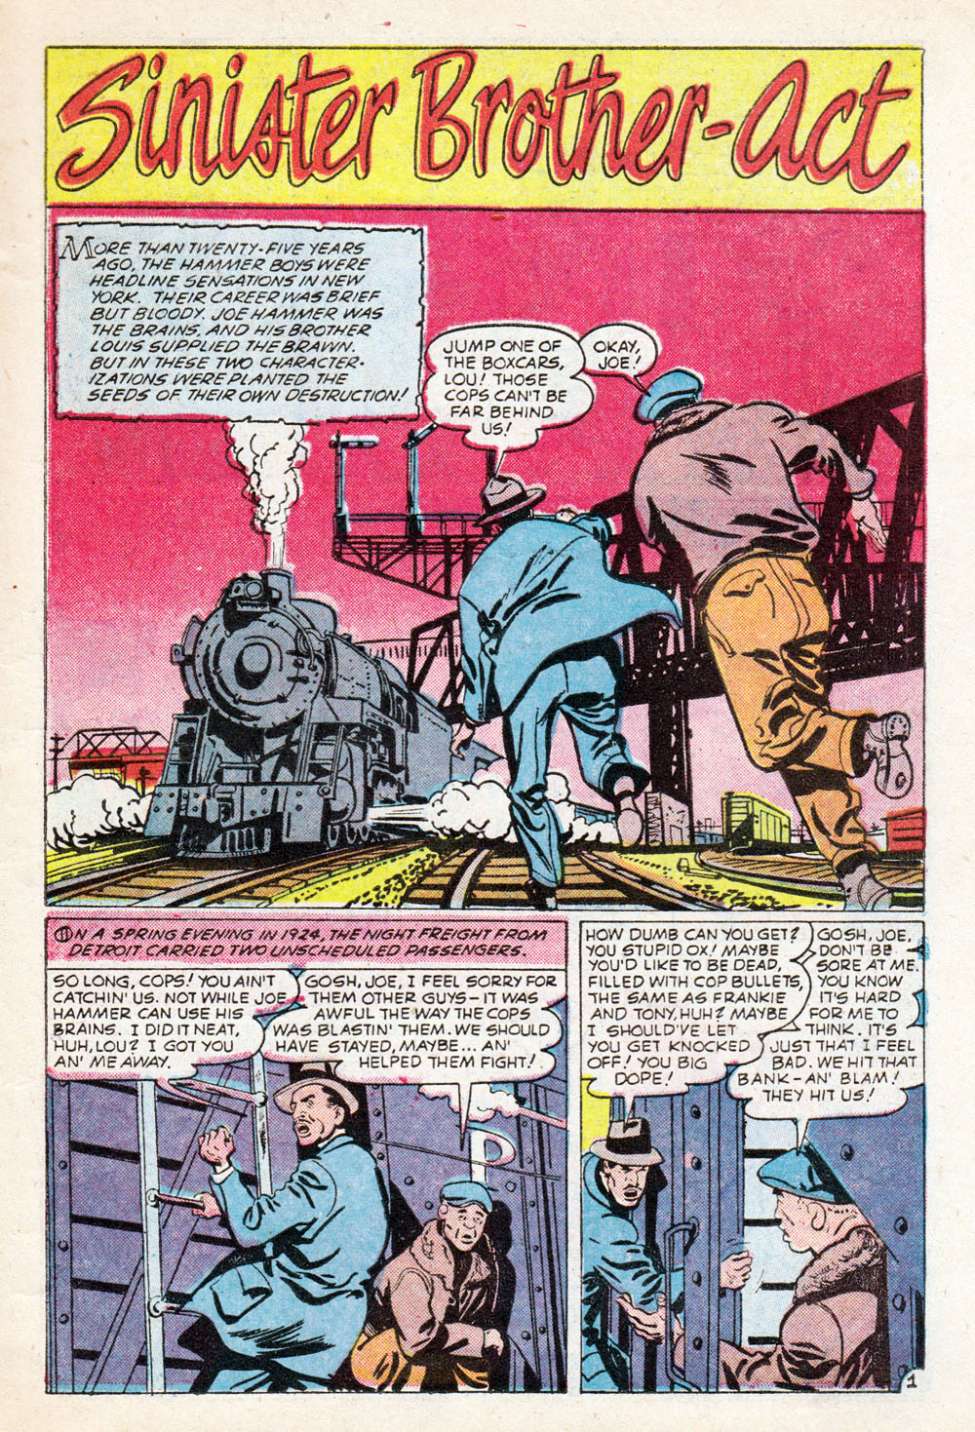 Sinister Brother-Act
MORE THAN TWENTY-FIVE YEARS
AGO, THE HAMMER BOYS WERE
HEADLINE SENSATIONS IN NEW
YORK. THEIR CAREER WAS BRIEF
BUT BLOODY. JOE HAMMER WAS
THE BRAINS, AND HIS BROTHER
LOUIS SUPPLIED THE BRAWN.
BUT IN THESE TWO CHARACTER-
IZATIONS WERE PLANTED THE
SEEDS OF THEIR OWN DESTRUCTION!
JUMP ONE OF
THE BOXCARS,
LOU! THOSE
COPS CAN'T BE
FAR BEHIND
US!
OKAY,
JOE!
ON A SPRING EVENING IN 1924, THE NIGHT FREIGHT FROM
DETROIT CARRIED TWO UNSCHEDULED PASSENGERS.
SO LONG, COPS! YOU AIN'T
CATCHIN' US. NOT WHILE JOE
HAMMER CAN USE HIS
BRAINS. I DID IT NEAT,
HUH, LOU? I GOT YOU
AN' ME AWAY.
GOSH, JOE, I FEEL SORRY FOR
THEM OTHER GUYS-IT WAS
AWFUL THE WAY THE COPS
WAS BLASTIN' THEM. WE SHOULD
HAVE STAYED, MAYBE... AN'
HELPED THEM FIGHT!
HOW DUMB CAN YOU GET?
YOU STUPID OX! MAYBE
YOU'D LIKE TO BE DEAD,
FILLED WITH COP BULLETS,
THE SAME AS FRANKIE
AND TONY, HUH? MAYBE
I SHOULD'VE LET
YOU GET KNOCKED
OFF! YOU BIG
DOPE!
GOSH, JOE,
DON'T BE
SORE AT ME.
YOU KNOW
IT'S HARD
FOR ME TO
THINK. IT'S
JUST THAT I FEEL
BAD. WE HIT THAT
BANK-AN' BLAM!
THEY HIT US!
1